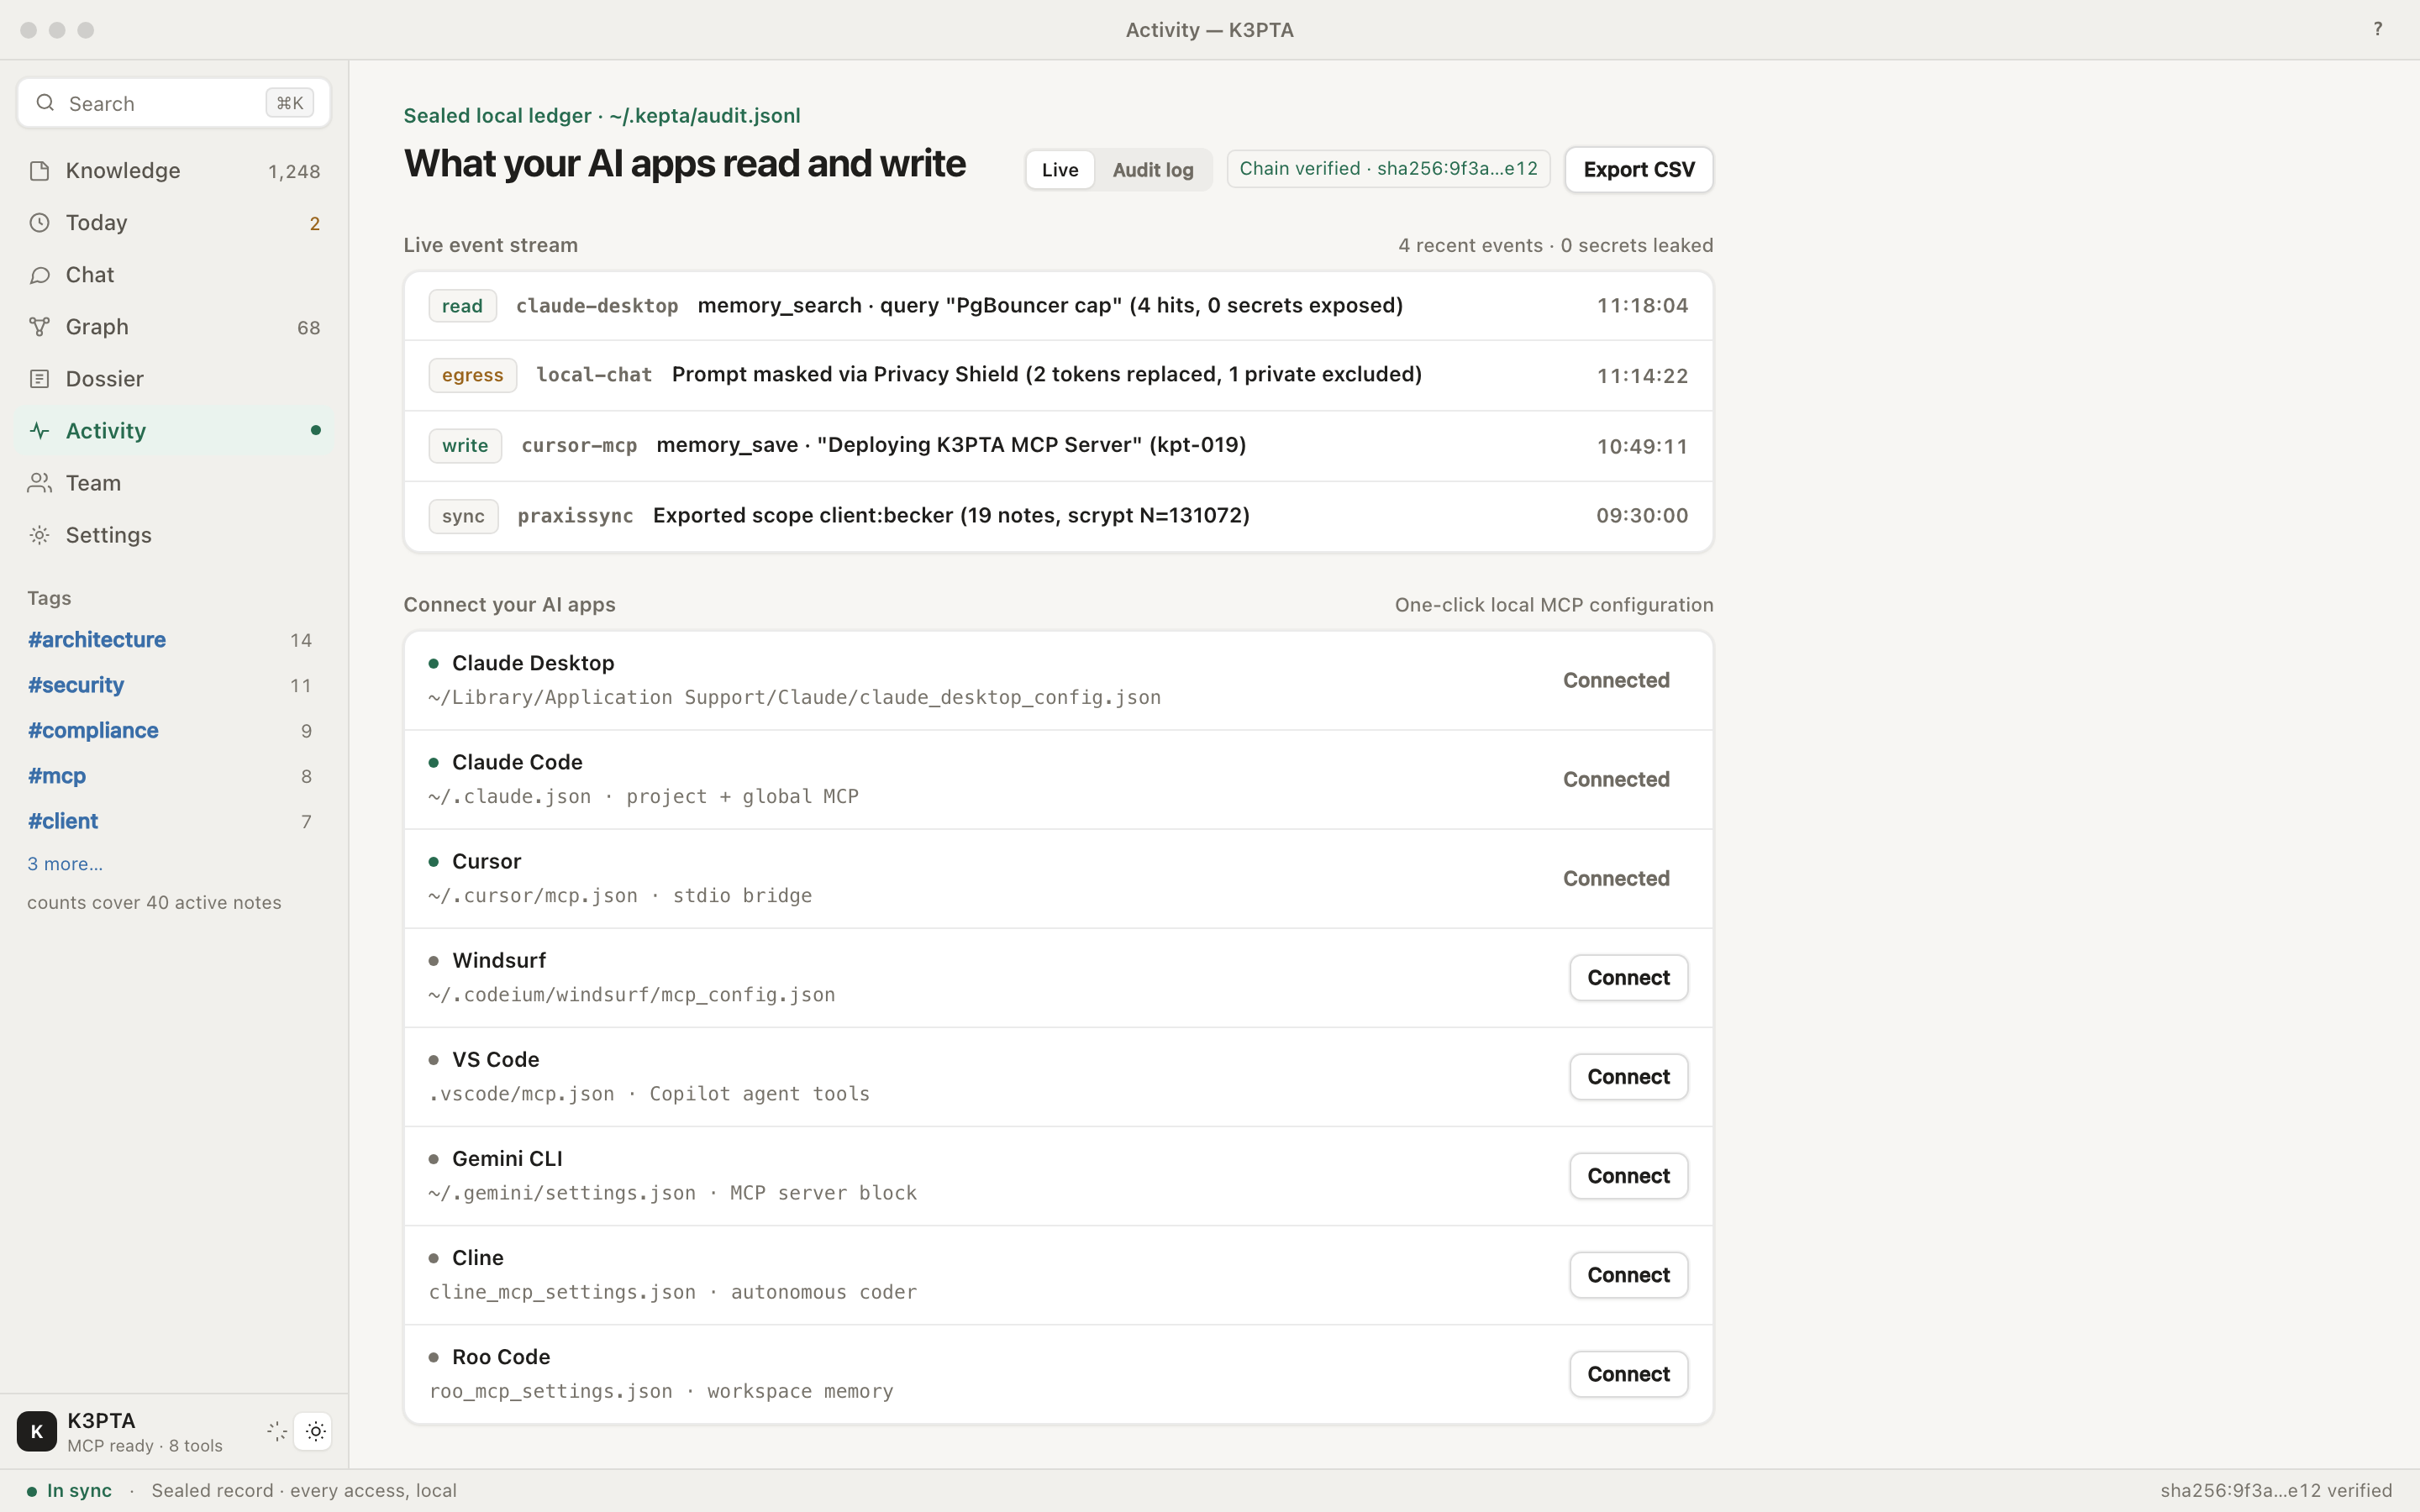 Activity — K3PTA
?
Search ⌘K
Knowledge 1,248
Today 2
Chat
Graph 68
Dossier
Activity
Team
Settings
Tags
#architecture 14
#security 11
#compliance 9
#mcp 8
#client 7
3 more...
counts cover 40 active notes
K K3PTA
MCP ready · 8 tools
Sealed local ledger · ~/.kepta/audit.jsonl
What your AI apps read and write
Live Audit log Chain verified · sha256:9f3a…e12 Export CSV
Live event stream 4 recent events · 0 secrets leaked
read claude-desktop memory_search · query "PgBouncer cap" (4 hits, 0 secrets exposed) 11:18:04
egress local-chat Prompt masked via Privacy Shield (2 tokens replaced, 1 private excluded) 11:14:22
write cursor-mcp memory_save · "Deploying K3PTA MCP Server" (kpt-019) 10:49:11
sync praxissync Exported scope client:becker (19 notes, scrypt N=131072) 09:30:00
Connect your AI apps One-click local MCP configuration
Claude Desktop
~/Library/Application Support/Claude/claude_desktop_config.json
Connected
Claude Code
~/.claude.json · project + global MCP
Connected
Cursor
~/.cursor/mcp.json · stdio bridge
Connected
Windsurf
~/.codeium/windsurf/mcp_config.json
Connect
VS Code
.vscode/mcp.json · Copilot agent tools
Connect
Gemini CLI
~/.gemini/settings.json · MCP server block
Connect
Cline
cline_mcp_settings.json · autonomous coder
Connect
Roo Code
roo_mcp_settings.json · workspace memory
Connect
In sync · Sealed record · every access, local
sha256:9f3a…e12 verified